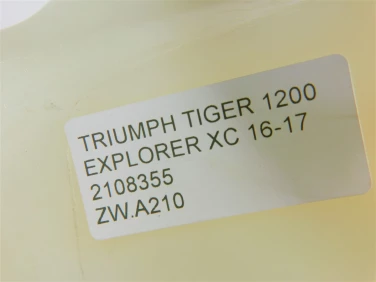 TRIUMPH TIGER 1200
EXPLORER XC 16-17
2108355
ZW.A210